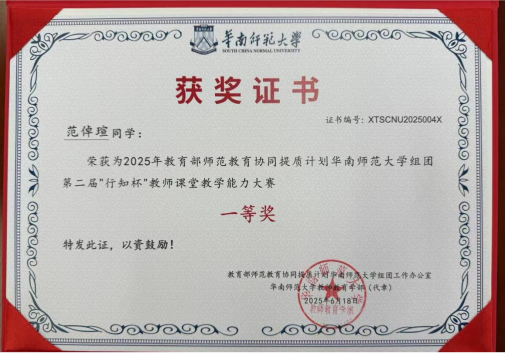 华南师范大学
SOUTH CHINA NORMAL UNIVERSITY
获奖证书
证书编号：XTSCNU2025004X
范倬瑄同学：
荣获为2025年教育部师范教育协同提质计划华南师范大学组团
第二届"行知杯"教师课堂教学能力大赛
一等奖
特发此证，以资鼓励！
教育部师范教育协同提质计划华南师范大学组团工作办公室
华南师范大学教师教育学部（代章）
2025年6月18日
教师教育学部